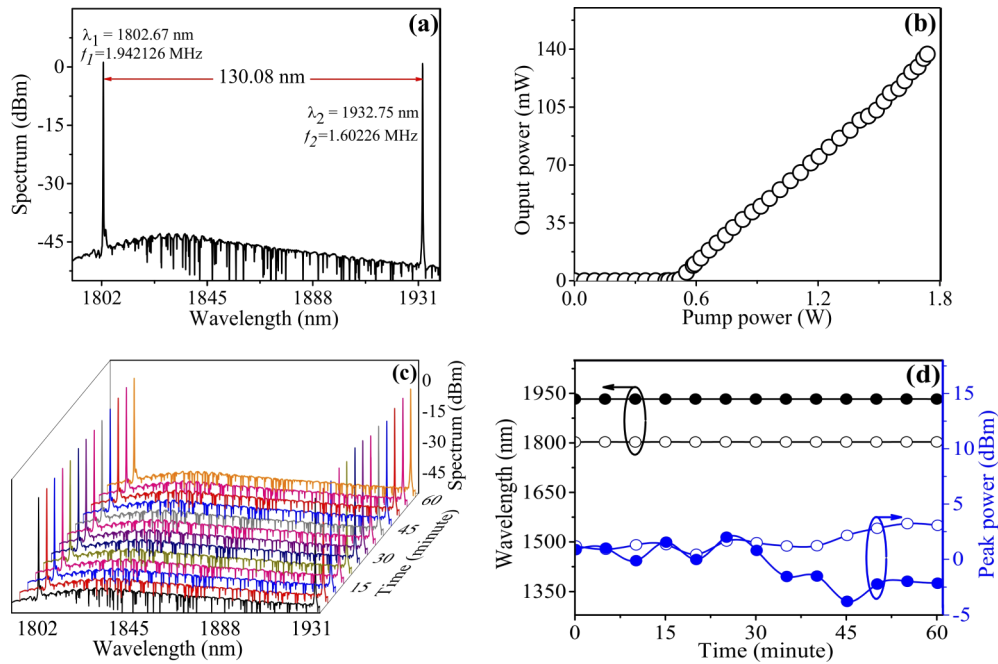 (a)
λ1 = 1802.67 nm
f1=1.942126 MHz
130.08 nm
λ2 = 1932.75 nm
f2=1.60226 MHz
Spectrum (dBm)
0
-15
-30
-45
1802
1845
1888
1931
Wavelength (nm)
(b)
Ouput power (mW)
140
105
70
35
0
0.0
0.6
1.2
1.8
Pump power (W)
(c)
0
-15
-30
-45
Spectrum (dBm)
60
45
30
15
Time (minute)
1802
1845
1888
1931
Wavelength (nm)
(d)
Wavelength (nm)
1950
1800
1650
1500
1350
15
10
5
0
-5
Peak power (dBm)
0
15
30
45
60
Time (minute)